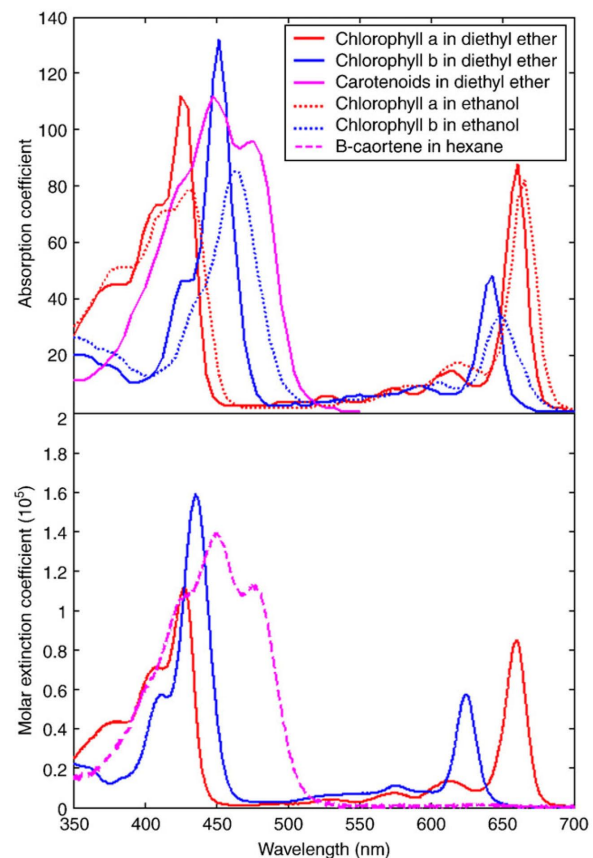 Absorption coefficient
140
120
100
80
60
40
20
Chlorophyll a in diethyl ether
Chlorophyll b in diethyl ether
Carotenoids in diethyl ether
Chlorophyll a in ethanol
Chlorophyll b in ethanol
B-caortene in hexane
Molar extinction coefficient (10⁵)
2
1.8
1.6
1.4
1.2
1
0.8
0.6
0.4
0.2
0
350 400 450 500 550 600 650 700
Wavelength (nm)